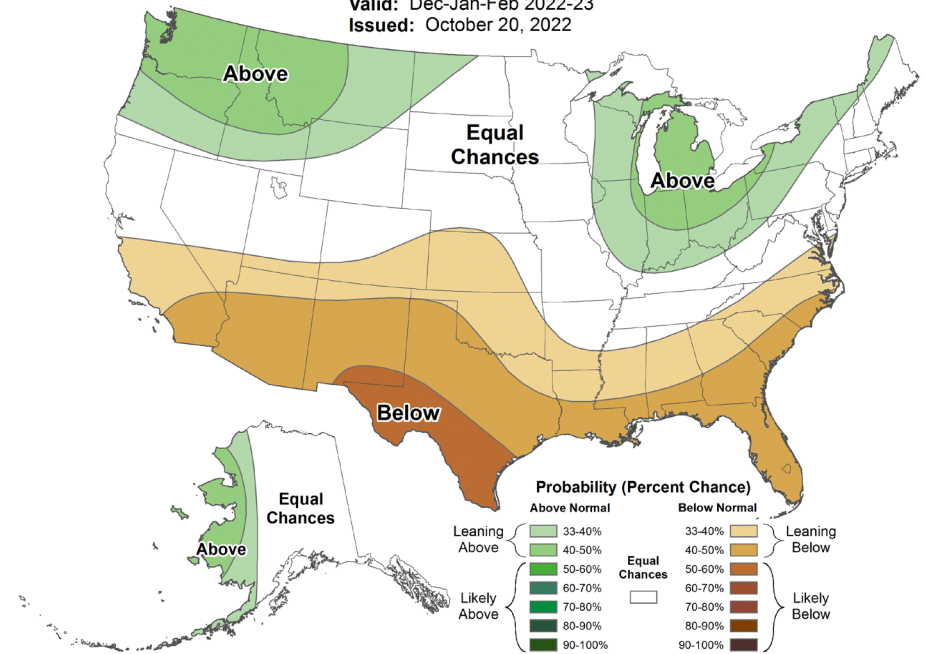 Valid: Dec-Jan-Feb 2022-23
Issued: October 20, 2022
Above
Equal
Chances
Above
Below
Equal
Chances
Above
Probability (Percent Chance)
Above Normal
Below Normal
Leaning
Above
33-40%
40-50%
Likely
Above
50-60%
60-70%
70-80%
80-90%
90-100%
Equal
Chances
33-40%
40-50%
Leaning
Below
50-60%
60-70%
70-80%
80-90%
90-100%
Likely
Below